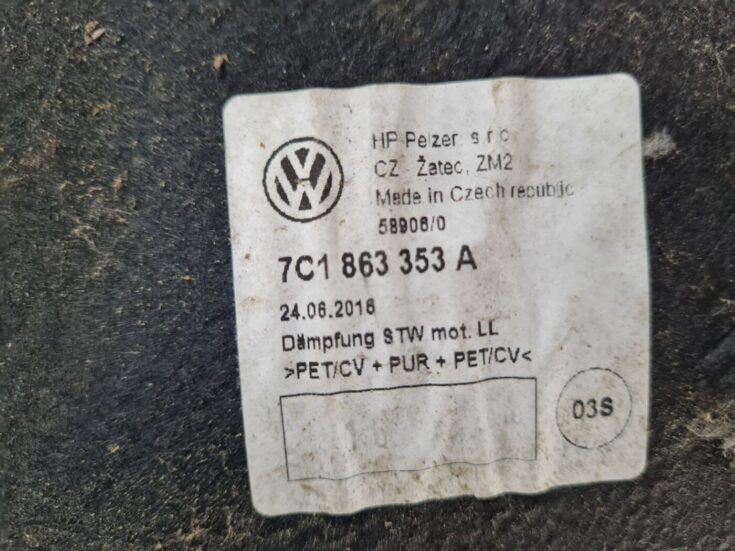 HP-Pelzer s.r.o
CZ - Žatec, ZM2
Made in Czech republic
58906/0
7C1 863 353 A
24.06.2016
Dämpfung STW mot. LL
>PET/CV + PUR + PET/CV<
03S